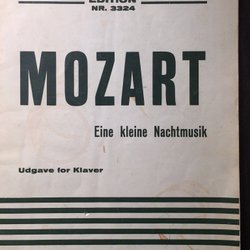 EDITION
NR. 3324
MOZART
Eine kleine Nachtmusik
Udgave for Klaver